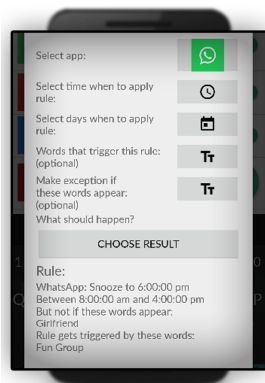 Select app:
Select time when to apply
rule:
Select days when to apply
rule:
Words that trigger this rule:
(optional)
Make exception if
these words appear:
(optional)
What should happen?
CHOOSE RESULT
Rule:
WhatsApp: Snooze to 6:00:00 pm
Between 8:00:00 am and 4:00:00
pm
But not if these words appear:
Girlfriend
Rule gets triggered by these words:
Fun Group